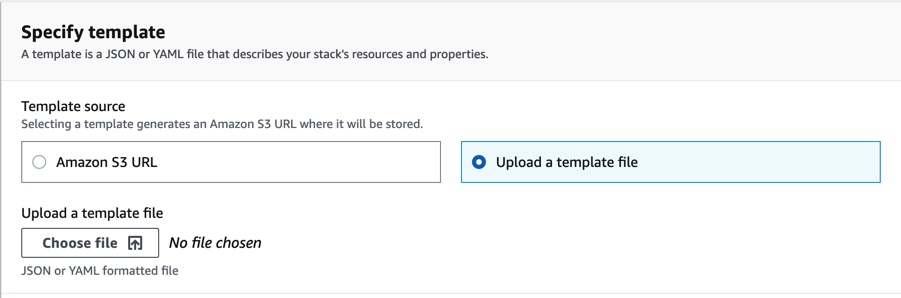 Specify template
A template is a JSON or YAML file that describes your stack's resources and properties.
Template source
Selecting a template generates an Amazon S3 URL where it will be stored.
Amazon S3 URL
Upload a template file
Upload a template file
Choose file
No file chosen
JSON or YAML formatted file